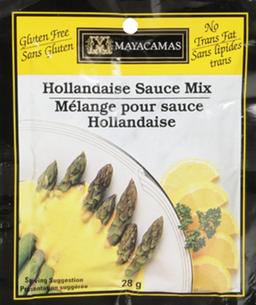 Gluten Free
Sans Gluten
MAYACAMAS
No
Trans Fat
Sans lipides
trans
Hollandaise Sauce Mix
Mélange pour sauce
Hollandaise
Serving Suggestion
Présentation suggérée
28 g